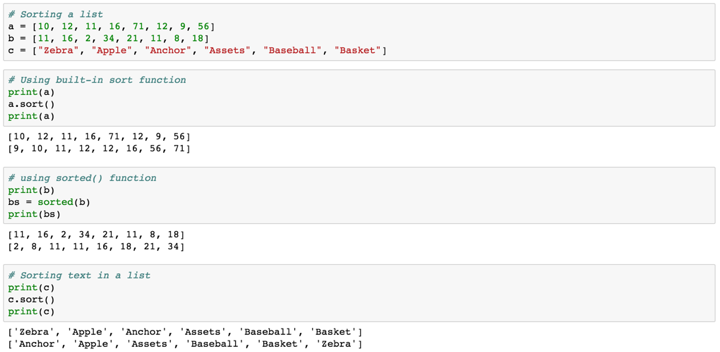 # Sorting a list
a = [10, 12, 11, 16, 71, 12, 9, 56]
b = [11, 16, 2, 34, 21, 11, 8, 18]
c = ["Zebra", "Apple", "Anchor", "Assets", "Baseball", "Basket"]
# Using built-in sort function
print(a)
a.sort()
print(a)
[10, 12, 11, 16, 71, 12, 9, 56]
[9, 10, 11, 12, 12, 16, 56, 71]
# using sorted() function
print(b)
bs = sorted(b)
print(bs)
[11, 16, 2, 34, 21, 11, 8, 18]
[2, 8, 11, 11, 16, 18, 21, 34]
# Sorting text in a list
print(c)
c.sort()
print(c)
['Zebra', 'Apple', 'Anchor', 'Assets', 'Baseball', 'Basket']
['Anchor', 'Apple', 'Assets', 'Baseball', 'Basket', 'Zebra']